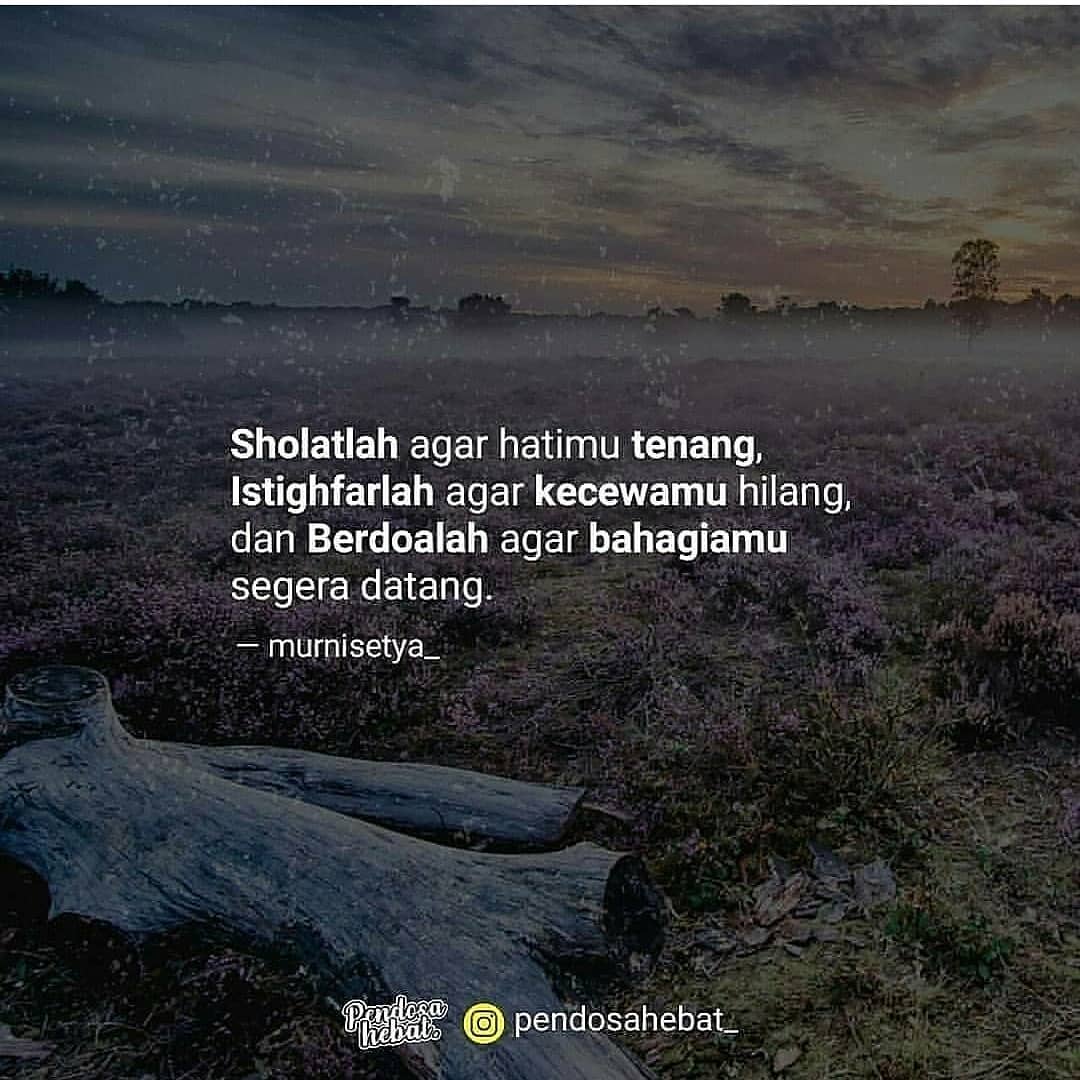 Sholatlah agar hatimu tenang,
Istighfarlah agar kecewamu hilang,
dan Berdoalah agar bahagiamu
segera datang.
— murnisetya_
Pendosa
hebat.
pendosahebat_